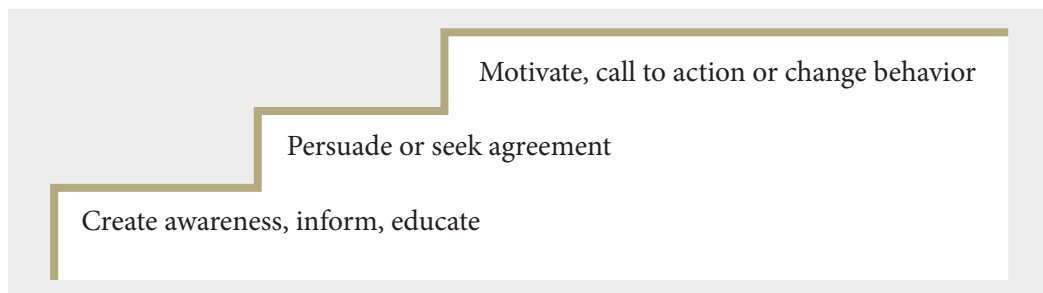 Motivate, call to action or change behavior
Persuade or seek agreement
Create awareness, inform, educate